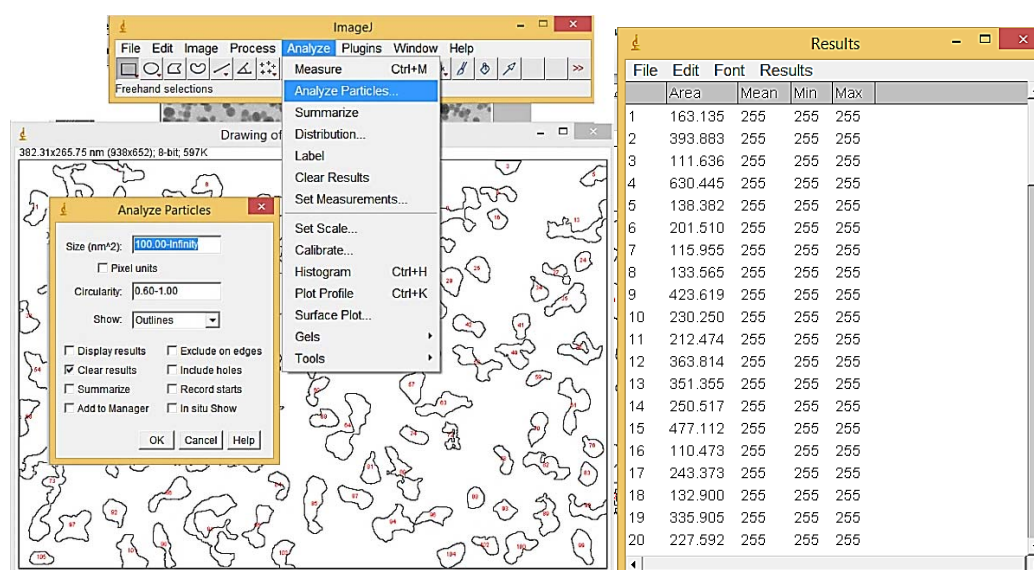 ImageJ
File Edit Image Process Analyze Plugins Window Help
Freehand selections
Measure Ctrl+M
Analyze Particles...
Summarize
Distribution...
Label
Clear Results
Set Measurements...
Set Scale...
Calibrate...
Histogram Ctrl+H
Plot Profile Ctrl+K
Surface Plot...
Gels
Tools
>>
Drawing of
382.31x265.75 nm (938x652); 8-bit; 597K
Analyze Particles
Size (nm^2): 100.00-Infinity
Pixel units
Circularity: 0.60-1.00
Show: Outlines
Display results Exclude on edges
Clear results Include holes
Summarize Record starts
Add to Manager In situ Show
OK Cancel Help
Results
File Edit Font Results
Area Mean Min Max
1 163.135 255 255 255
2 393.883 255 255 255
3 111.636 255 255 255
4 630.445 255 255 255
5 138.382 255 255 255
6 201.510 255 255 255
7 115.955 255 255 255
8 133.565 255 255 255
9 423.619 255 255 255
10 230.250 255 255 255
11 212.474 255 255 255
12 363.814 255 255 255
13 351.355 255 255 255
14 250.517 255 255 255
15 477.112 255 255 255
16 110.473 255 255 255
17 243.373 255 255 255
18 132.900 255 255 255
19 335.905 255 255 255
20 227.592 255 255 255